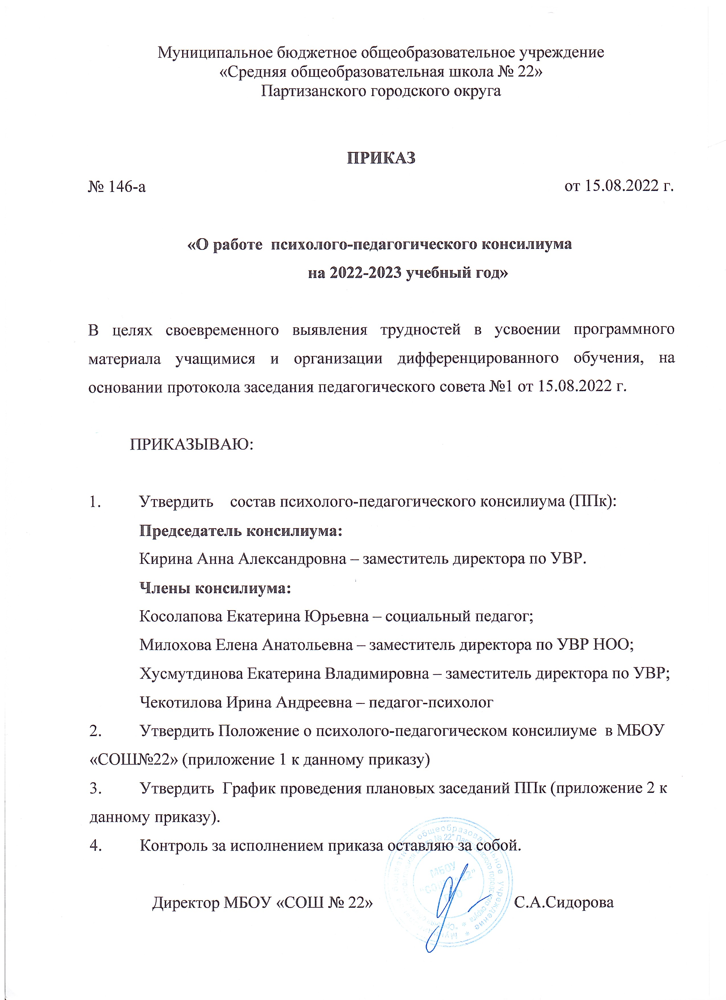 Муниципальное бюджетное общеобразовательное учреждение
«Средняя общеобразовательная школа № 22»
Партизанского городского округа
ПРИКАЗ
№ 146-а от 15.08.2022 г.
«О работе психолого-педагогического консилиума
на 2022-2023 учебный год»
В целях своевременного выявления трудностей в усвоении программного
материала учащимися и организации дифференцированного обучения, на
основании протокола заседания педагогического совета №1 от 15.08.2022 г.
ПРИКАЗЫВАЮ:
1. Утвердить состав психолого-педагогического консилиума (ППк):
Председатель консилиума:
Кирина Анна Александровна – заместитель директора по УВР.
Члены консилиума:
Косолапова Екатерина Юрьевна – социальный педагог;
Милохова Елена Анатольевна – заместитель директора по УВР НОО;
Хусмутдинова Екатерина Владимировна – заместитель директора по УВР;
Чекотилова Ирина Андреевна – педагог-психолог
2. Утвердить Положение о психолого-педагогическом консилиуме в МБОУ
«СОШ№22» (приложение 1 к данному приказу)
3. Утвердить График проведения плановых заседаний ППк (приложение 2 к
данному приказу).
4. Контроль за исполнением приказа оставляю за собой.
Директор МБОУ «СОШ № 22» С.А.Сидорова
общеобразовательное учреждение
№ 22" Партизанского городского округа
МБОУ